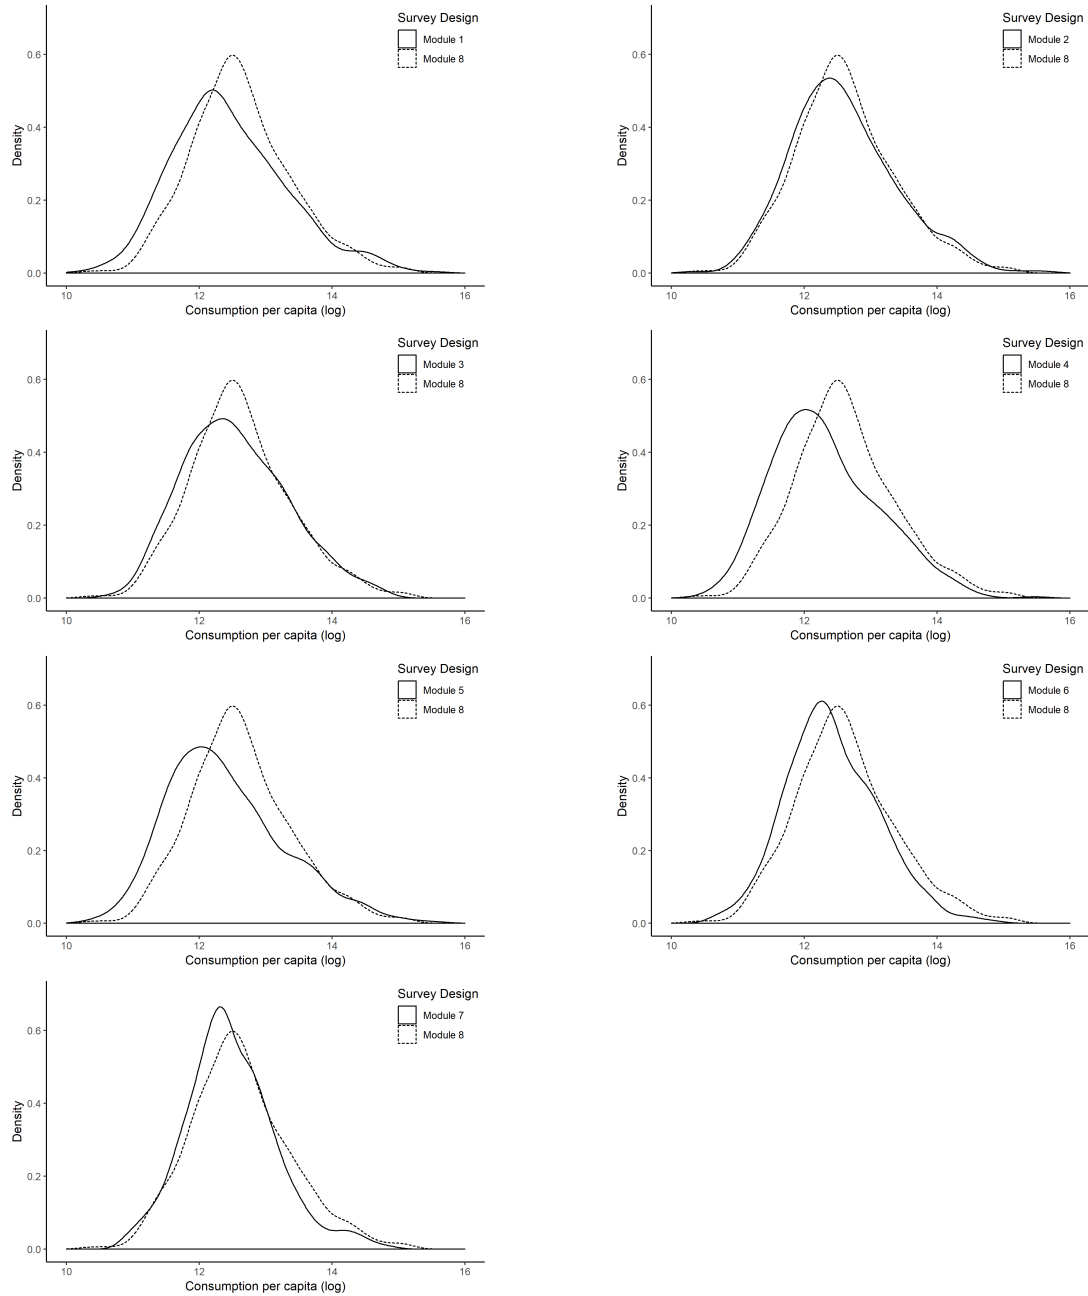 Survey Design
Module 1
Module 8
Density
0.6
0.4
0.2
0.0
10 12 14 16
Consumption per capita (log)
Survey Design
Module 2
Module 8
Density
0.6
0.4
0.2
0.0
10 12 14 16
Consumption per capita (log)
Survey Design
Module 3
Module 8
Density
0.6
0.4
0.2
0.0
10 12 14 16
Consumption per capita (log)
Survey Design
Module 4
Module 8
Density
0.6
0.4
0.2
0.0
10 12 14 16
Consumption per capita (log)
Survey Design
Module 5
Module 8
Density
0.6
0.4
0.2
0.0
10 12 14 16
Consumption per capita (log)
Survey Design
Module 6
Module 8
Density
0.6
0.4
0.2
0.0
10 12 14 16
Consumption per capita (log)
Survey Design
Module 7
Module 8
Density
0.6
0.4
0.2
0.0
10 12 14 16
Consumption per capita (log)